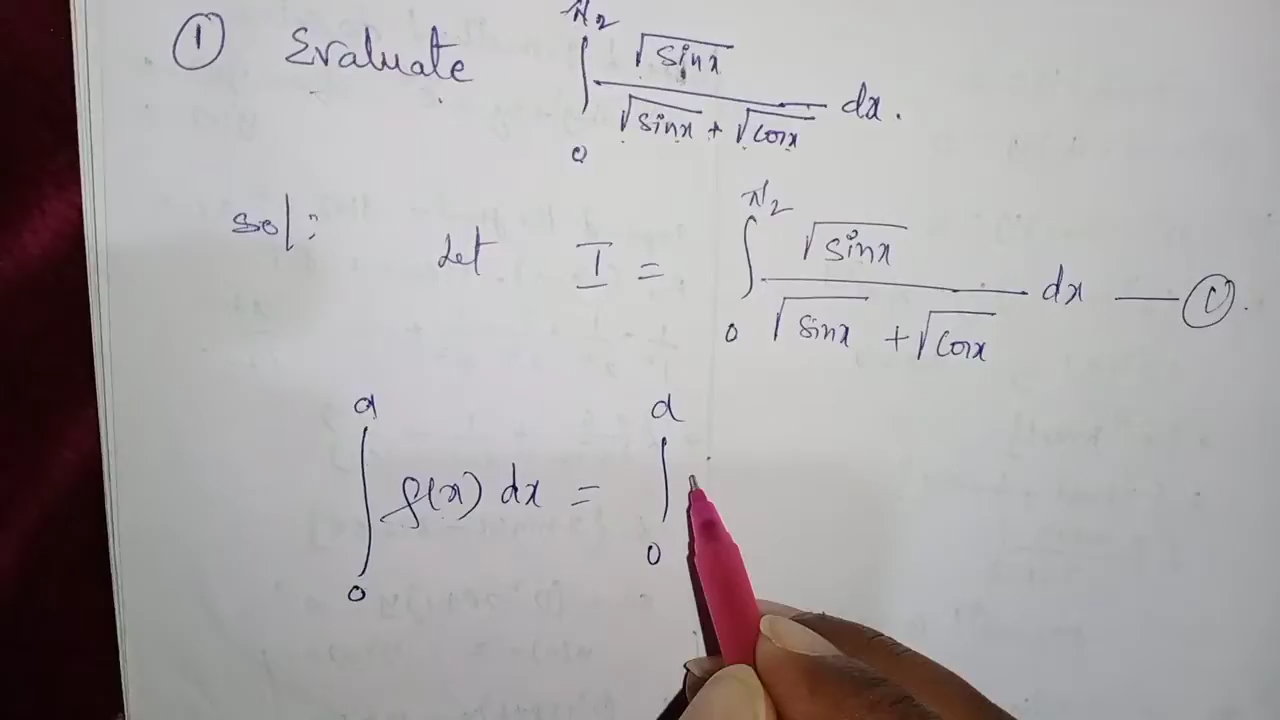 ① Evaluate ∫₀^{π/2} √sinx / (√sinx + √cosx) dx.
Sol: Let I = ∫₀^{π/2} √sinx / (√sinx + √cosx) dx — ①.
∫₀^a f(x) dx = ∫₀^a